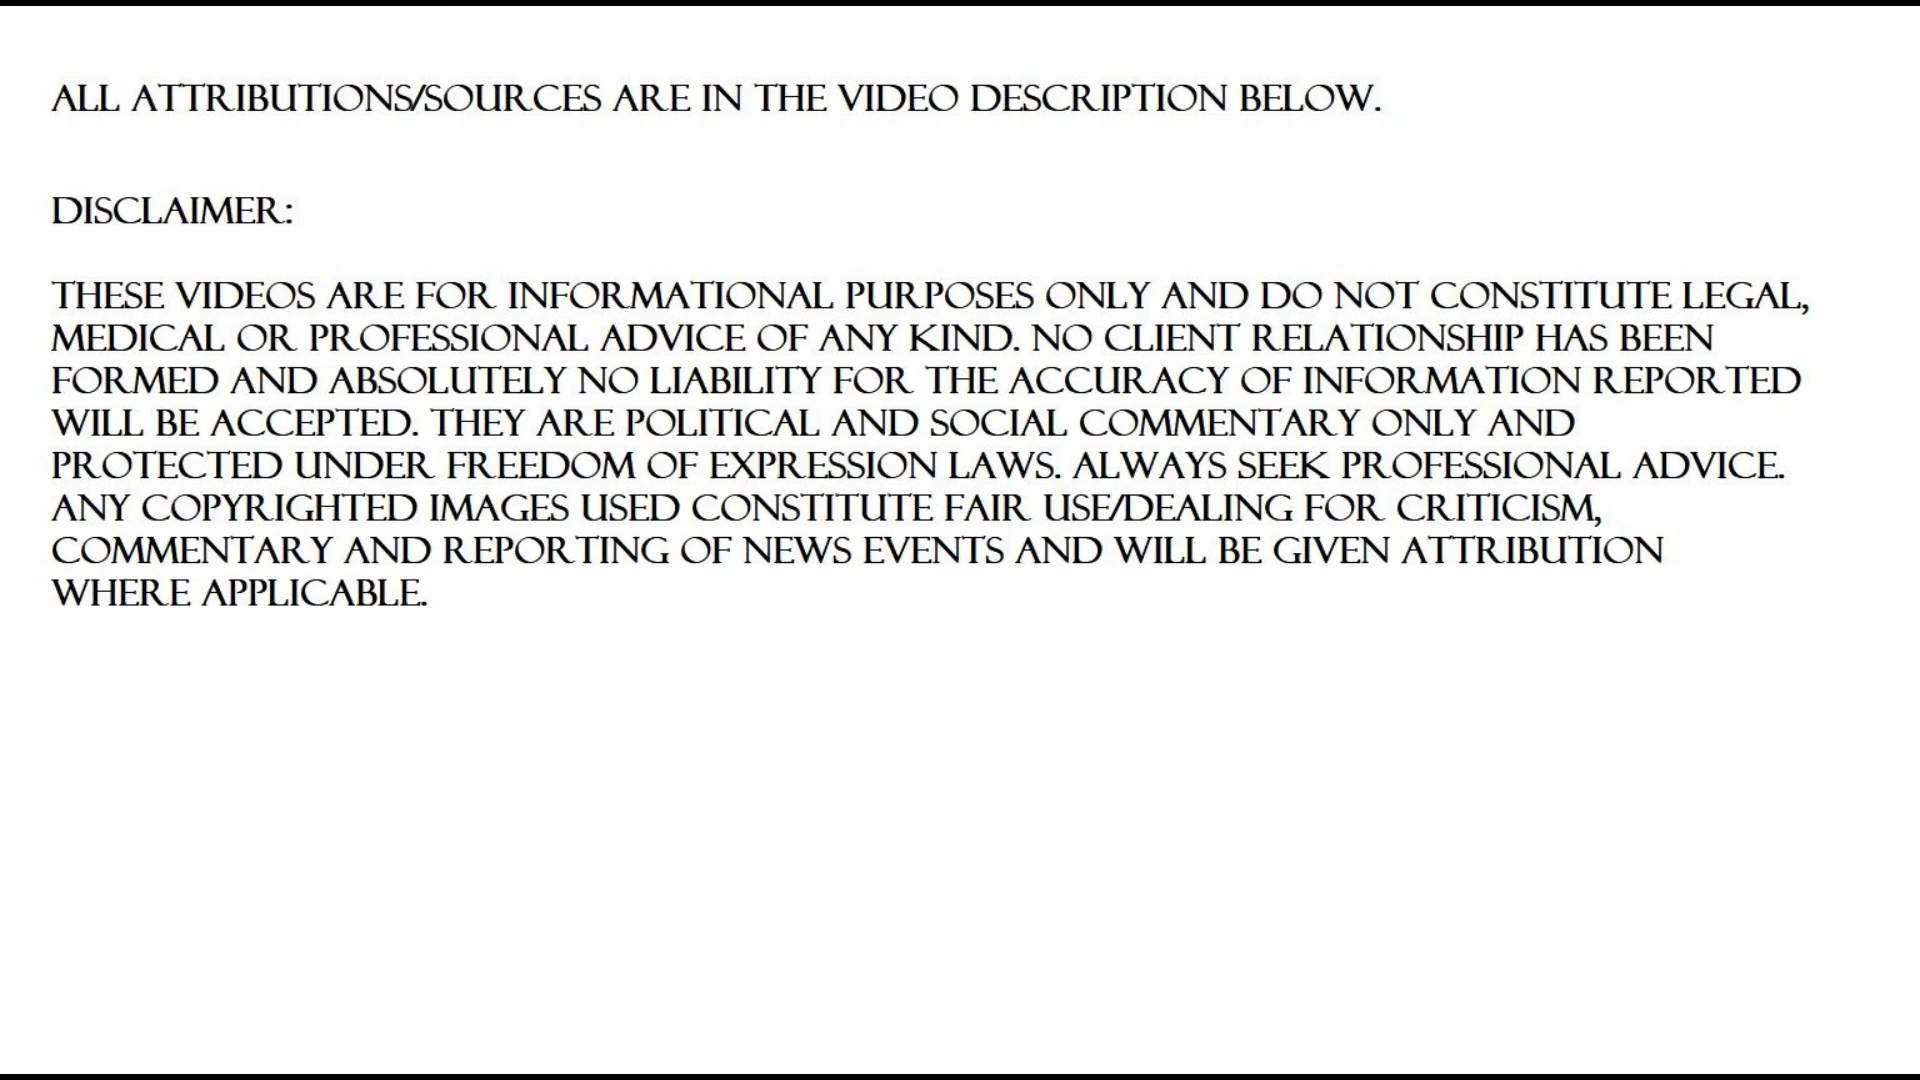 ALL ATTRIBUTIONS/SOURCES ARE IN THE VIDEO DESCRIPTION BELOW.
DISCLAIMER:
THESE VIDEOS ARE FOR INFORMATIONAL PURPOSES ONLY AND DO NOT CONSTITUTE LEGAL,
MEDICAL OR PROFESSIONAL ADVICE OF ANY KIND. NO CLIENT RELATIONSHIP HAS BEEN
FORMED AND ABSOLUTELY NO LIABILITY FOR THE ACCURACY OF INFORMATION REPORTED
WILL BE ACCEPTED. THEY ARE POLITICAL AND SOCIAL COMMENTARY ONLY AND
PROTECTED UNDER FREEDOM OF EXPRESSION LAWS. ALWAYS SEEK PROFESSIONAL ADVICE.
ANY COPYRIGHTED IMAGES USED CONSTITUTE FAIR USE/DEALING FOR CRITICISM,
COMMENTARY AND REPORTING OF NEWS EVENTS AND WILL BE GIVEN ATTRIBUTION
WHERE APPLICABLE.